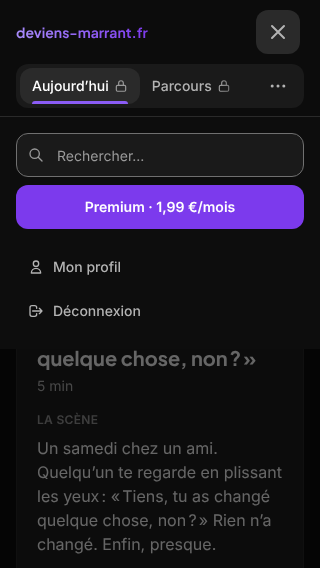 deviens-marrant.fr
Aujourd’hui
Parcours
Rechercher...
Premium · 1,99 €/mois
Mon profil
Déconnexion
quelque chose, non ? »
5 min
LA SCÈNE
Un samedi chez un ami.
Quelqu’un te regarde en plissant
les yeux : « Tiens, tu as changé
quelque chose, non ? » Rien n’a
changé. Enfin, presque.